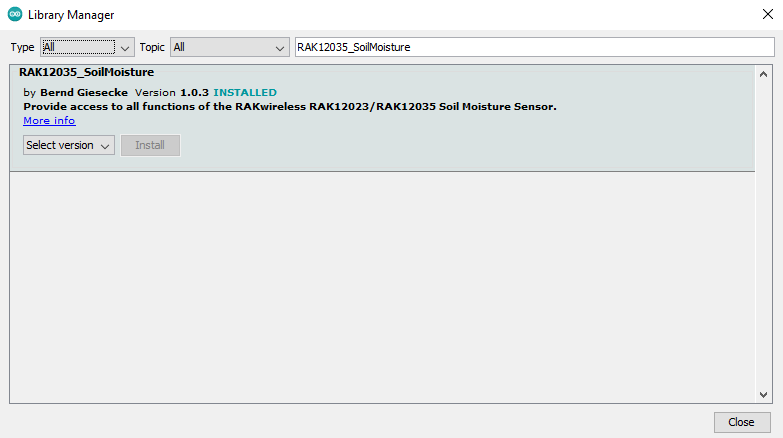 Library Manager
Type All Topic All RAK12035_SoilMoisture
RAK12035_SoilMoisture
by Bernd Giesecke Version 1.0.3 INSTALLED
Provide access to all functions of the RAKwireless RAK12023/RAK12035 Soil Moisture Sensor.
More info
Select version Install
Close